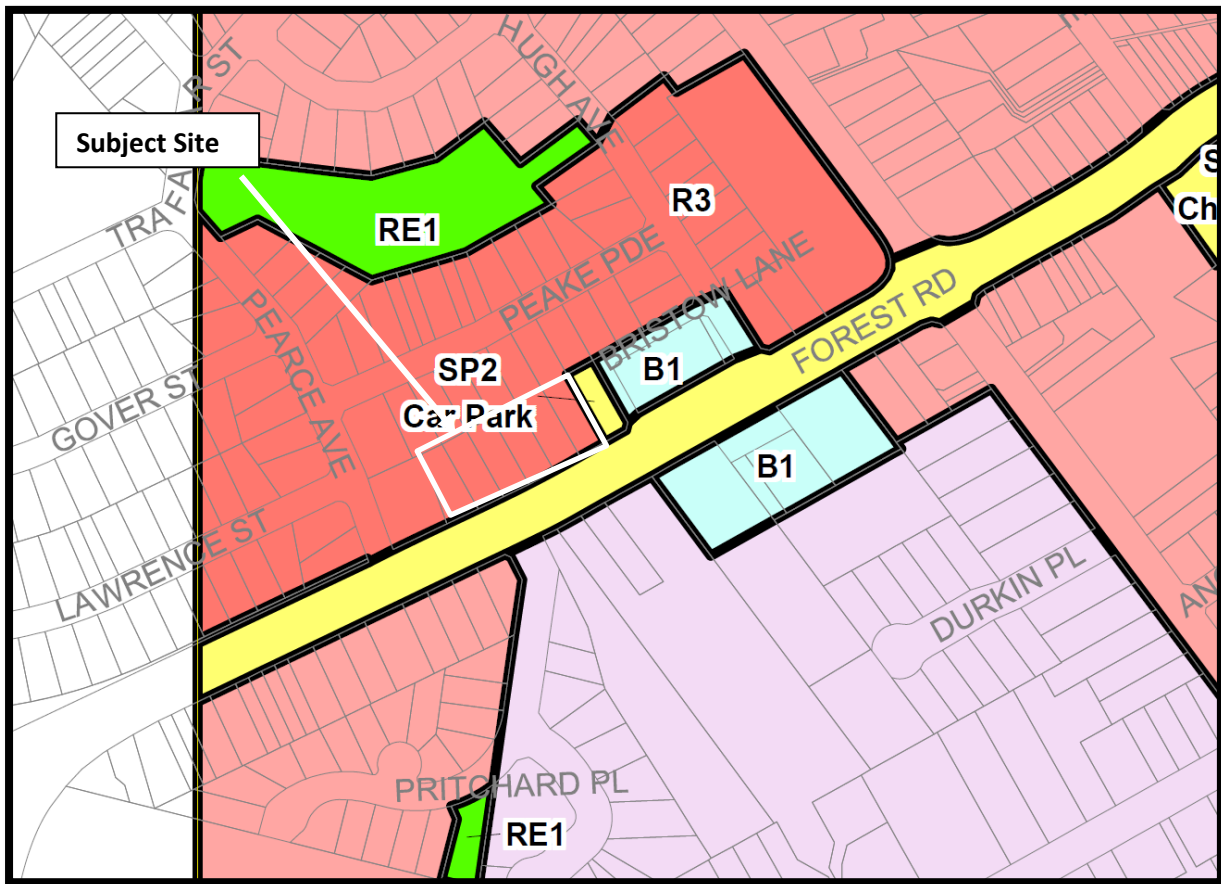 HUGH AVE
Subject Site
TRAFALGAR ST
RE1
R3
S
Ch
PEAKE PDE
BRISTOW LANE
FOREST RD
PEARCE AVE
SP2
Car Park
B1
GOVER ST
B1
LAWRENCE ST
DURKIN PL
PRITCHARD PL
RE1